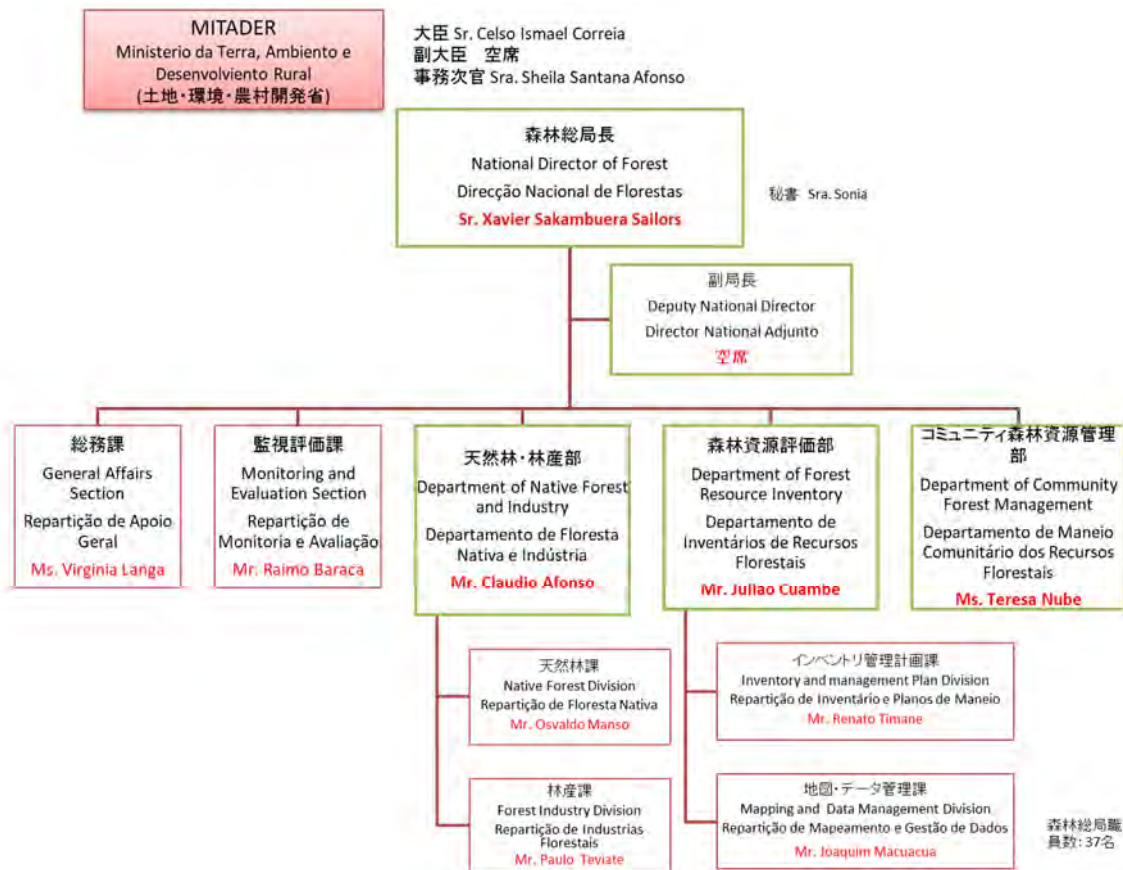 MITADER
Ministerio da Terra, Ambiento e
Desenvolviento Rural
(土地・環境・農村開発省)
大臣 Sr. Celso Ismael Correia
副大臣 空席
事務次官 Sra. Sheila Santana Afonso
森林総局長
National Director of Forest
Direcção Nacional de Florestas
Sr. Xavier Sakambuera Sailors
秘書 Sra. Sonia
副局長
Deputy National Director
Director National Adjunto
空席
総務課
General Affairs
Section
Repartição de Apoio
Geral
Ms. Virginia Langa
監視評価課
Monitoring and
Evaluation Section
Repartição de
Monitoria e Avaliação
Mr. Raimo Baraca
天然林・林産部
Department of Native Forest
and Industry
Departamento de Floresta
Nativa e Indústria
Mr. Claudio Afonso
森林資源評価部
Department of Forest
Resource Inventory
Departamento de
Inventários de Recursos
Florestais
Mr. Juliao Cuambe
コミュニティ森林資源管理
部
Department of Community
Forest Management
Departamento de Maneio
Comunitário dos Recursos
Florestais
Ms. Teresa Nube
天然林課
Native Forest Division
Repartição de Floresta Nativa
Mr. Osvaldo Manso
林産課
Forest Industry Division
Repartição de Industrias
Florestais
Mr. Paulo Teviate
インベントリ管理計画課
Inventory and management Plan Division
Repartição de Inventário e Planos de Maneio
Mr. Renato Timane
地図・データ管理課
Mapping and Data Management Division
Repartição de Mapeamento e Gestão de Dados
Mr. Joaquim Macuacua
森林総局職
員数: 37名